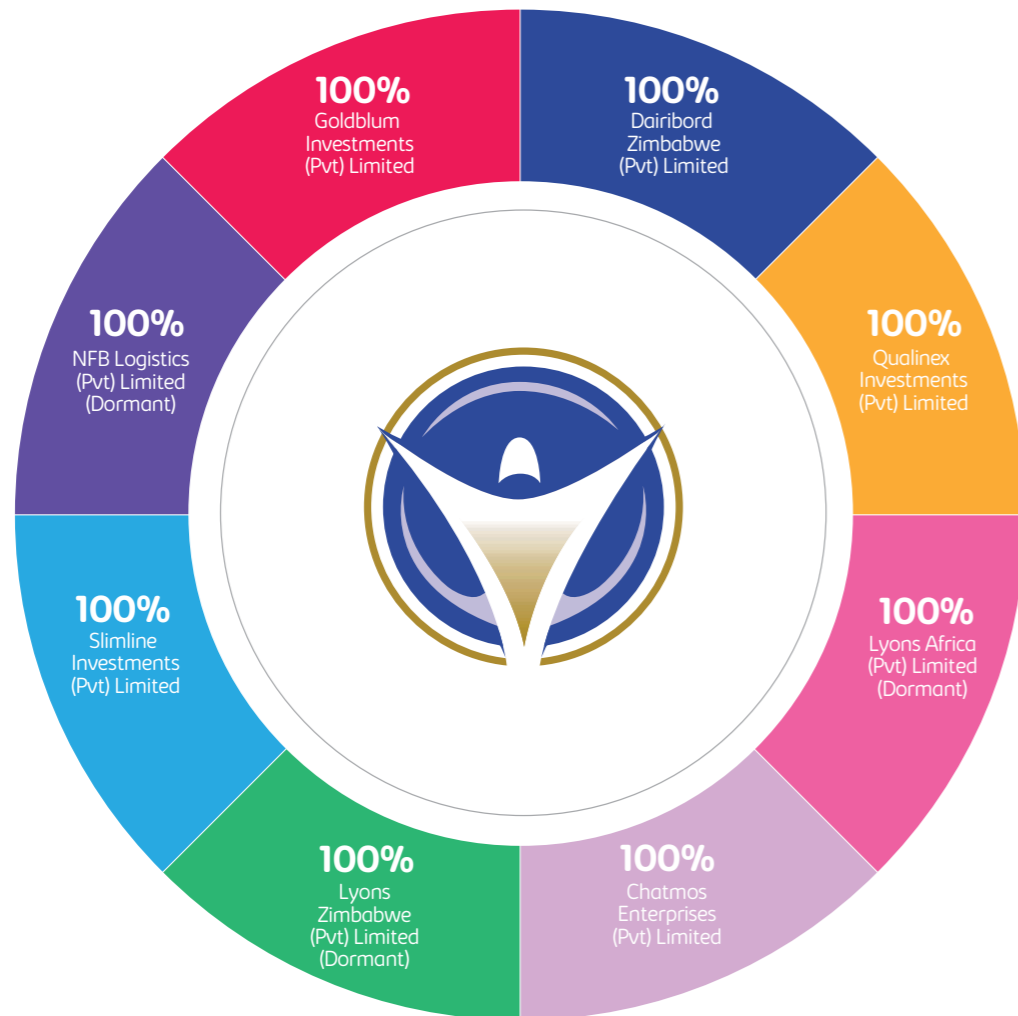 100%
Goldblum
Investments
(Pvt) Limited
100%
Dairibord
Zimbabwe
(Pvt) Limited
100%
NFB Logistics
(Pvt) Limited
(Dormant)
100%
Qualinex
Investments
(Pvt) Limited
100%
Slimline
Investments
(Pvt) Limited
100%
Lyons Africa
(Pvt) Limited
(Dormant)
100%
Lyons
Zimbabwe
(Pvt) Limited
(Dormant)
100%
Chatmos
Enterprises
(Pvt) Limited